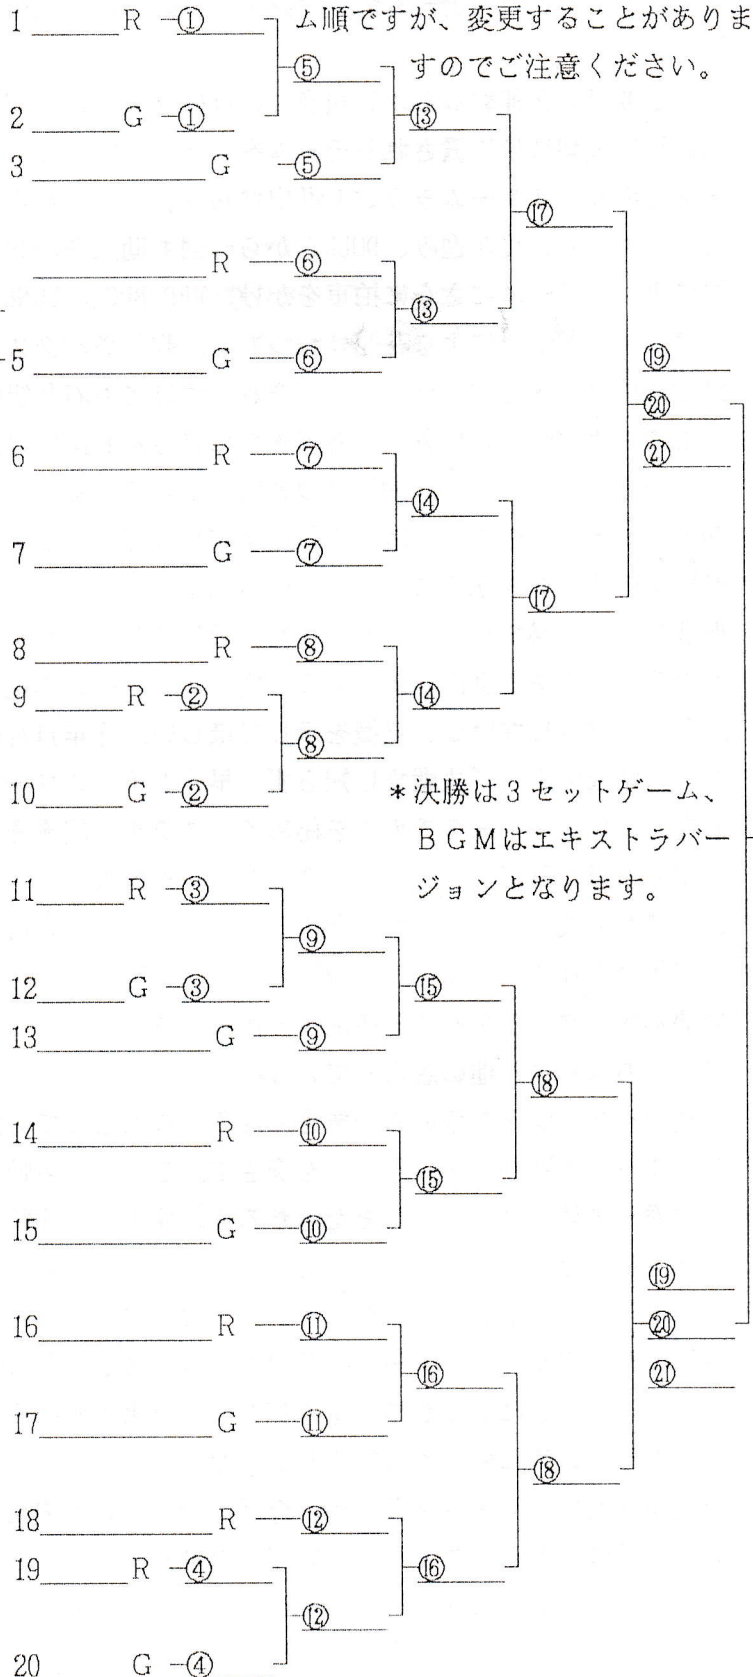 1 R ① ム順ですが、変更することがありま
⑤ すのでご注意ください。
2 G ① ⑬
3 G ⑤
⑰
R ⑥
⑬
5 G ⑥ ⑲
⑳
6 R ⑦ ㉑
⑭
7 G ⑦
⑰
8 R ⑧
9 R ② ⑭
⑧
10 G ② *決勝は3セットゲーム、
BGMはエキストラバー
11 R ③ ジョンとなります。
⑨
12 G ③ ⑮
13 G ⑨
⑱
14 R ⑩
⑮
15 G ⑩
⑲
16 R ⑪ ⑳
⑯ ㉑
17 G ⑪
⑱
18 R ⑫
19 R ④ ⑯
⑫
20 G ④